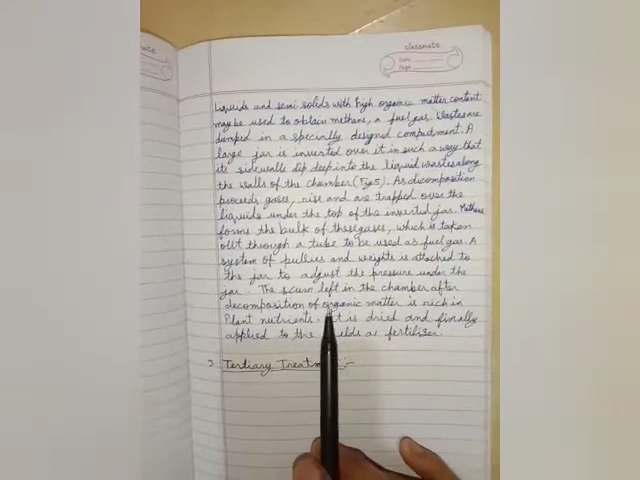 classmate
Date
Page
Liquids and semi solids with high organic matter content
may be used to obtain methane, a fuel gas. Wastes are
dumped in a specially designed compartment. A
large jar is inverted over it in such a way that
its sidewalls dip deep into the liquid wastes along
the walls of the chamber (Fig 5). As dicomposition
proceeds gases, rise and are trapped over the
liquids under the top of the inverted jar. Methane
forms the bulk of these gases, which is taken
out through a tube to be used as fuel gas. A
system of pullies and weights is attached to
the jar to adjust the pressure under the
jar. The scum left in the chamber after
decomposition of organic matter is rich in
Plant nutrients. It is dried and finally
applied to the fields as fertilizer.
3 Tertiary Treatment:-